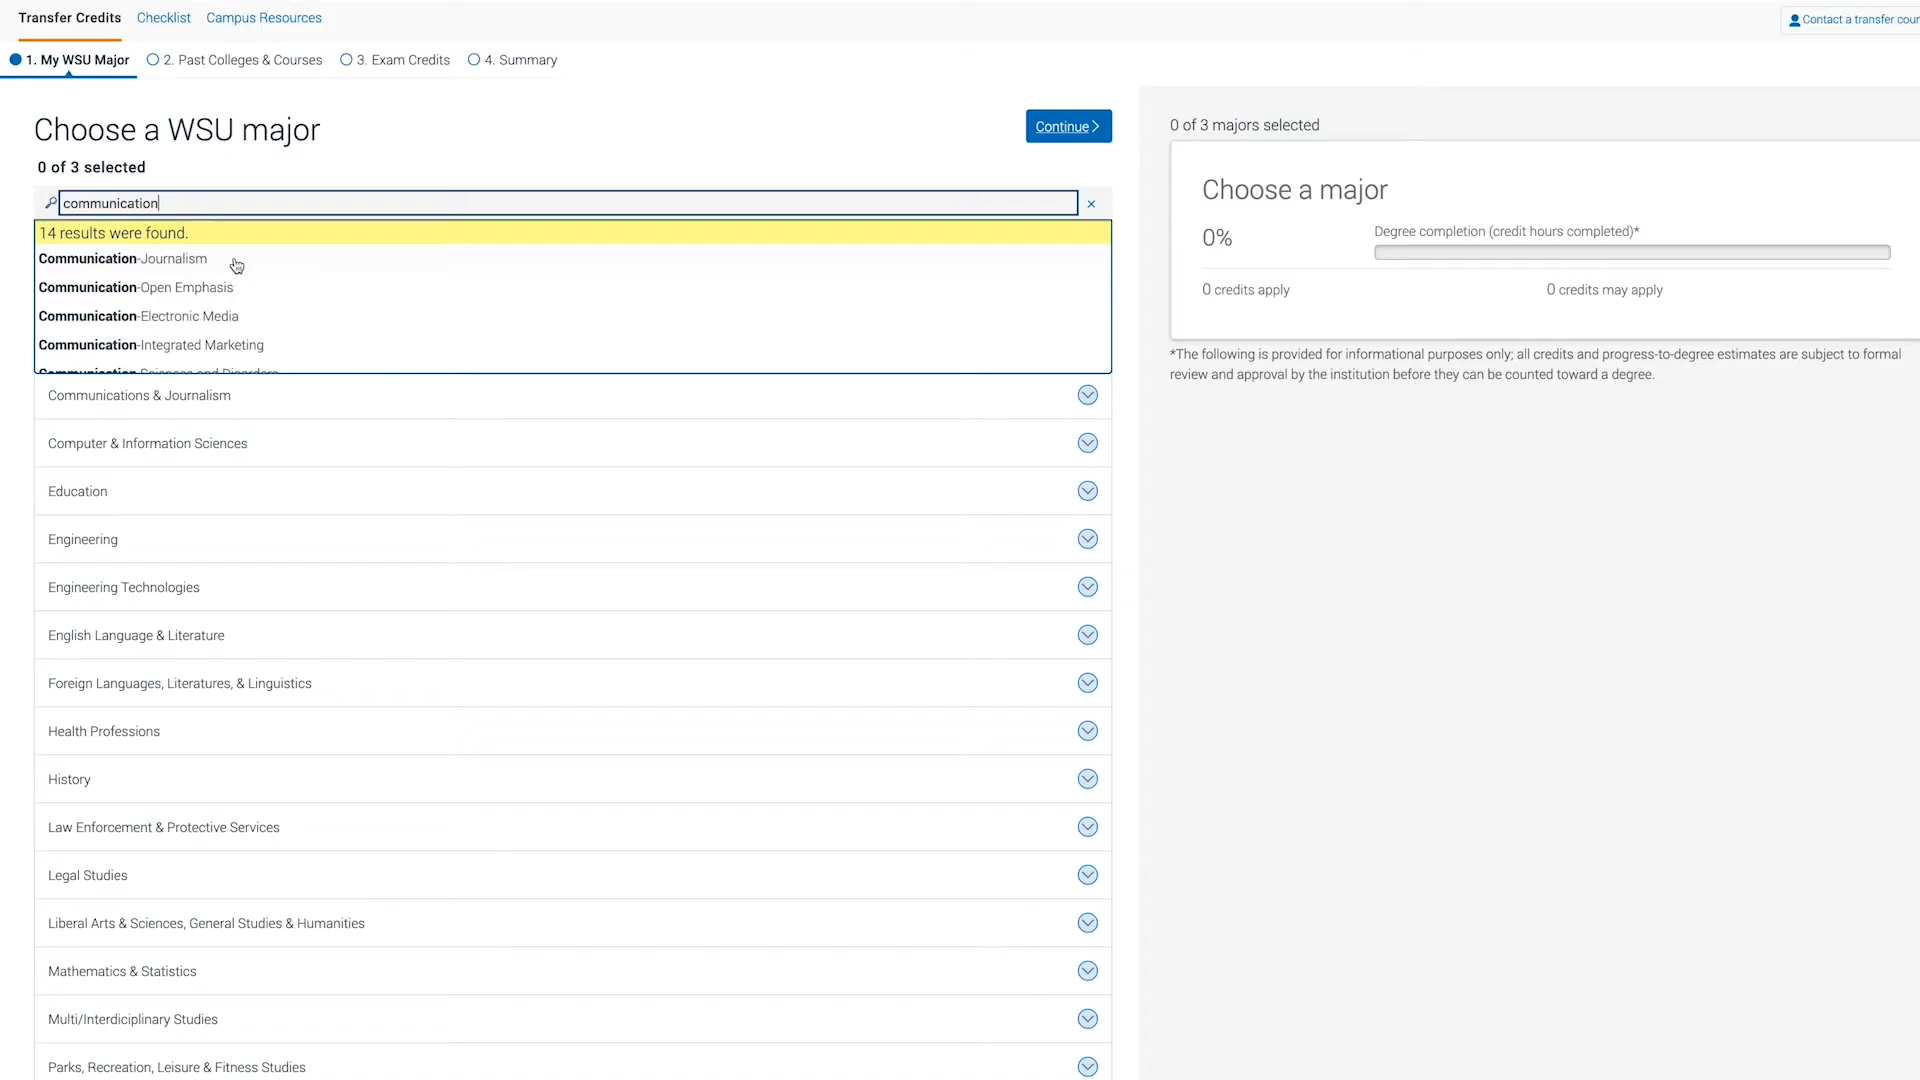 Transfer Credits Checklist Campus Resources
Contact a transfer coun
1. My WSU Major 2. Past Colleges & Courses 3. Exam Credits 4. Summary
Choose a WSU major
Continue
0 of 3 selected
communication
14 results were found.
Communication-Journalism
Communication-Open Emphasis
Communication-Electronic Media
Communication-Integrated Marketing
Communication-Sciences and Disorders
Communications & Journalism
Computer & Information Sciences
Education
Engineering
Engineering Technologies
English Language & Literature
Foreign Languages, Literatures, & Linguistics
Health Professions
History
Law Enforcement & Protective Services
Legal Studies
Liberal Arts & Sciences, General Studies & Humanities
Mathematics & Statistics
Multi/Interdiciplinary Studies
Parks, Recreation, Leisure & Fitness Studies
0 of 3 majors selected
Choose a major
0%
Degree completion (credit hours completed)*
0 credits apply
0 credits may apply
*The following is provided for informational purposes only; all credits and progress-to-degree estimates are subject to formal
review and approval by the institution before they can be counted toward a degree.